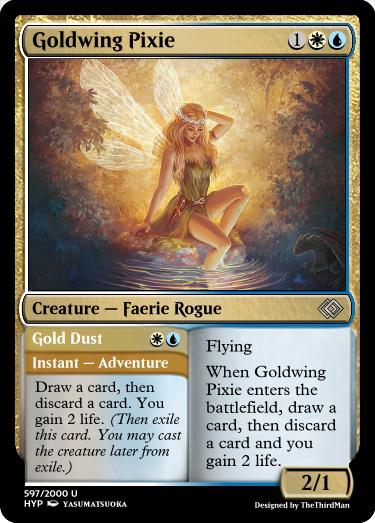 Goldwing Pixie 1
Creature — Faerie Rogue
Gold Dust
Instant — Adventure
Draw a card, then
discard a card. You
gain 2 life. (Then exile
this card. You may cast
the creature later from
exile.)
Flying
When Goldwing
Pixie enters the
battlefield, draw a
card, then discard
a card and you
gain 2 life.
2/1
597/2000 U
HYP YASUMATSUOKA
Designed by TheThirdMan